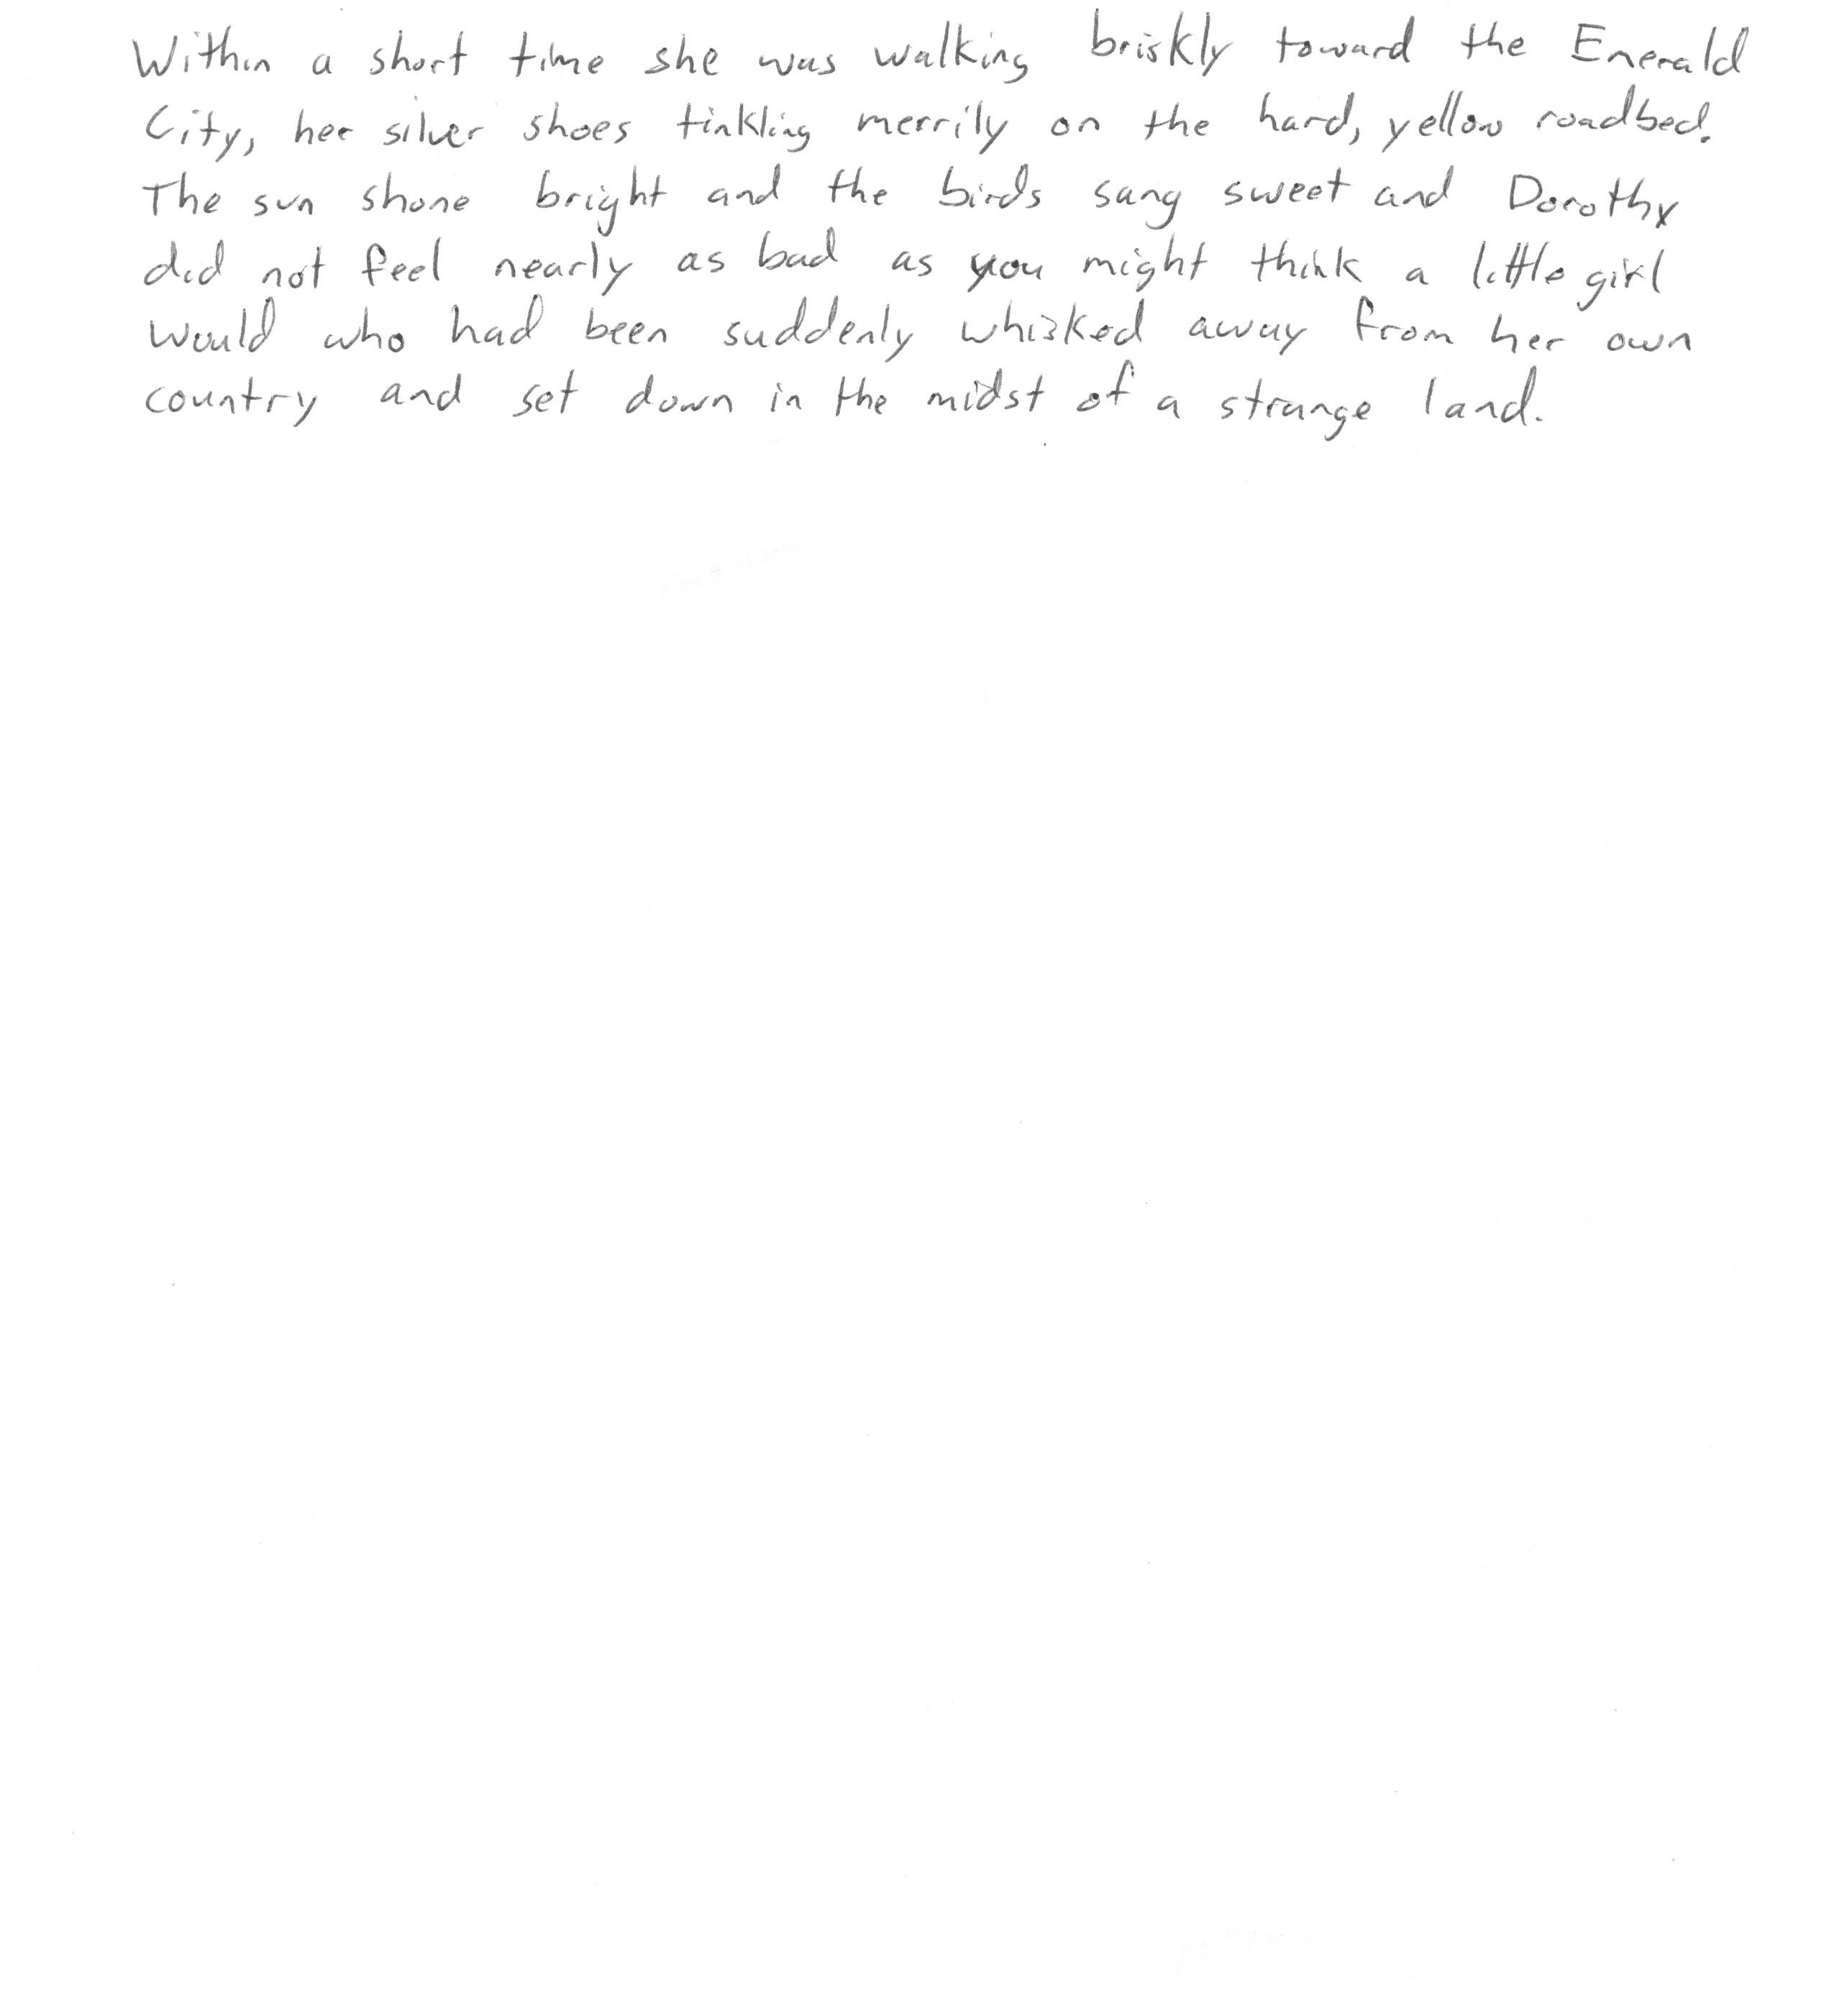 Within a short time she was walking briskly toward the Emerald
City, her silver shoes tinkling merrily on the hard, yellow roadbed.
The sun shone bright and the birds sang sweet and Dorothy
did not feel nearly as bad as you might think a little girl
would who had been suddenly whisked away from her own
country and set down in the midst of a strange land.